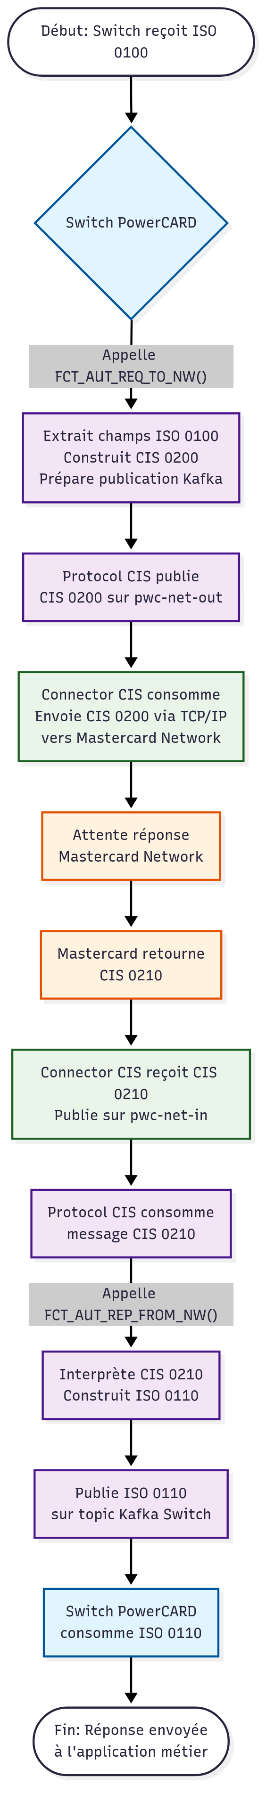 Début: Switch reçoit ISO
0100
Switch PowerCARD
Appelle
FCT_AUT_REQ_TO_NW()
Extrait champs ISO 0100
Construit CIS 0200
Prépare publication Kafka
Protocol CIS publie
CIS 0200 sur pwc-net-out
Connector CIS consomme
Envoie CIS 0200 via TCP/IP
vers Mastercard Network
Attente réponse
Mastercard Network
Mastercard retourne
CIS 0210
Connector CIS reçoit CIS
0210
Publie sur pwc-net-in
Protocol CIS consomme
message CIS 0210
Appelle
FCT_AUT_REP_FROM_NW()
Interprète CIS 0210
Construit ISO 0110
Publie ISO 0110
sur topic Kafka Switch
Switch PowerCARD
consomme ISO 0110
Fin: Réponse envoyée
à l'application métier